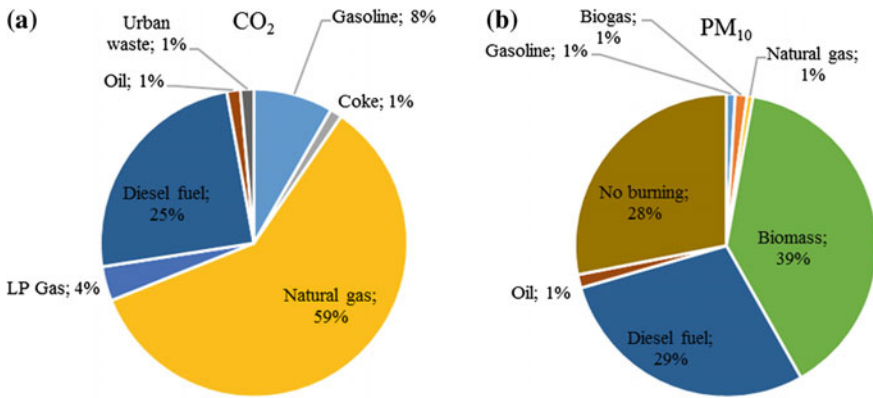 (a)
CO₂
Urban
waste; 1%
Gasoline; 8%
Oil; 1%
Coke; 1%
Diesel fuel;
25%
LP Gas; 4%
Natural gas;
59%
(b)
PM₁₀
Biogas;
1%
Gasoline; 1%
Natural gas;
1%
No burning;
28%
Biomass;
39%
Oil; 1%
Diesel fuel;
29%